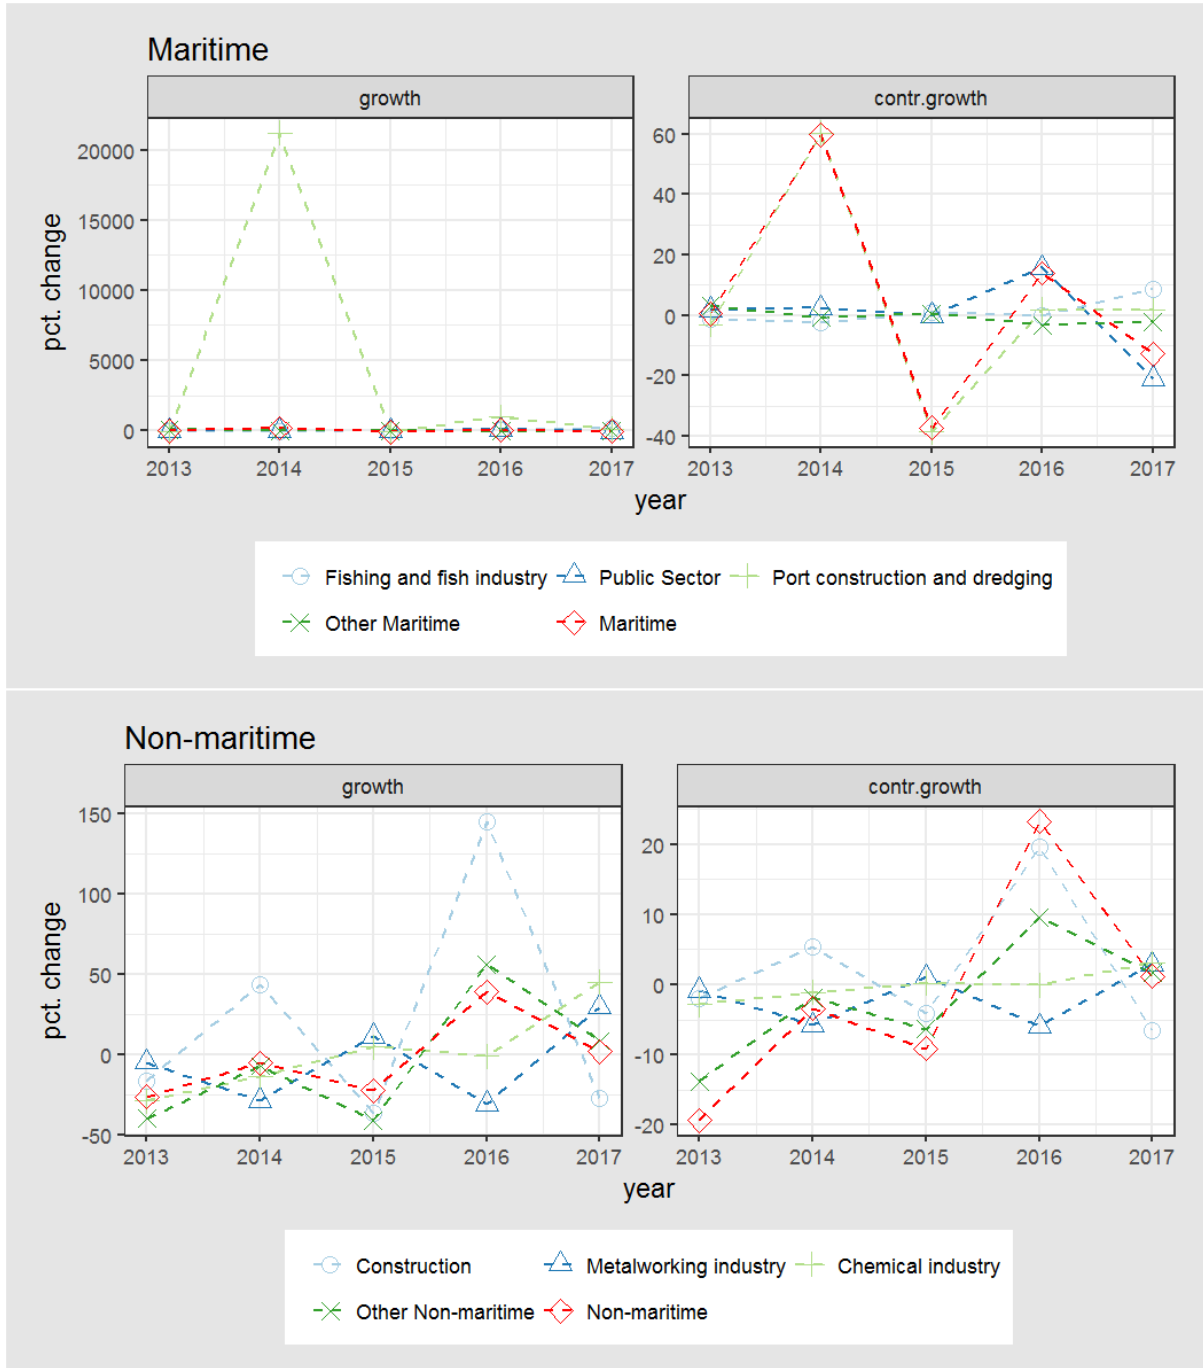 Maritime
growth
contr.growth
pct. change
20000
15000
10000
5000
0
60
40
20
0
-20
-40
2013 2014 2015 2016 2017
2013 2014 2015 2016 2017
year
Fishing and fish industry Public Sector Port construction and dredging
Other Maritime Maritime
Non-maritime
growth
contr.growth
pct. change
150
100
50
0
-50
20
10
0
-10
-20
2013 2014 2015 2016 2017
2013 2014 2015 2016 2017
year
Construction Metalworking industry Chemical industry
Other Non-maritime Non-maritime